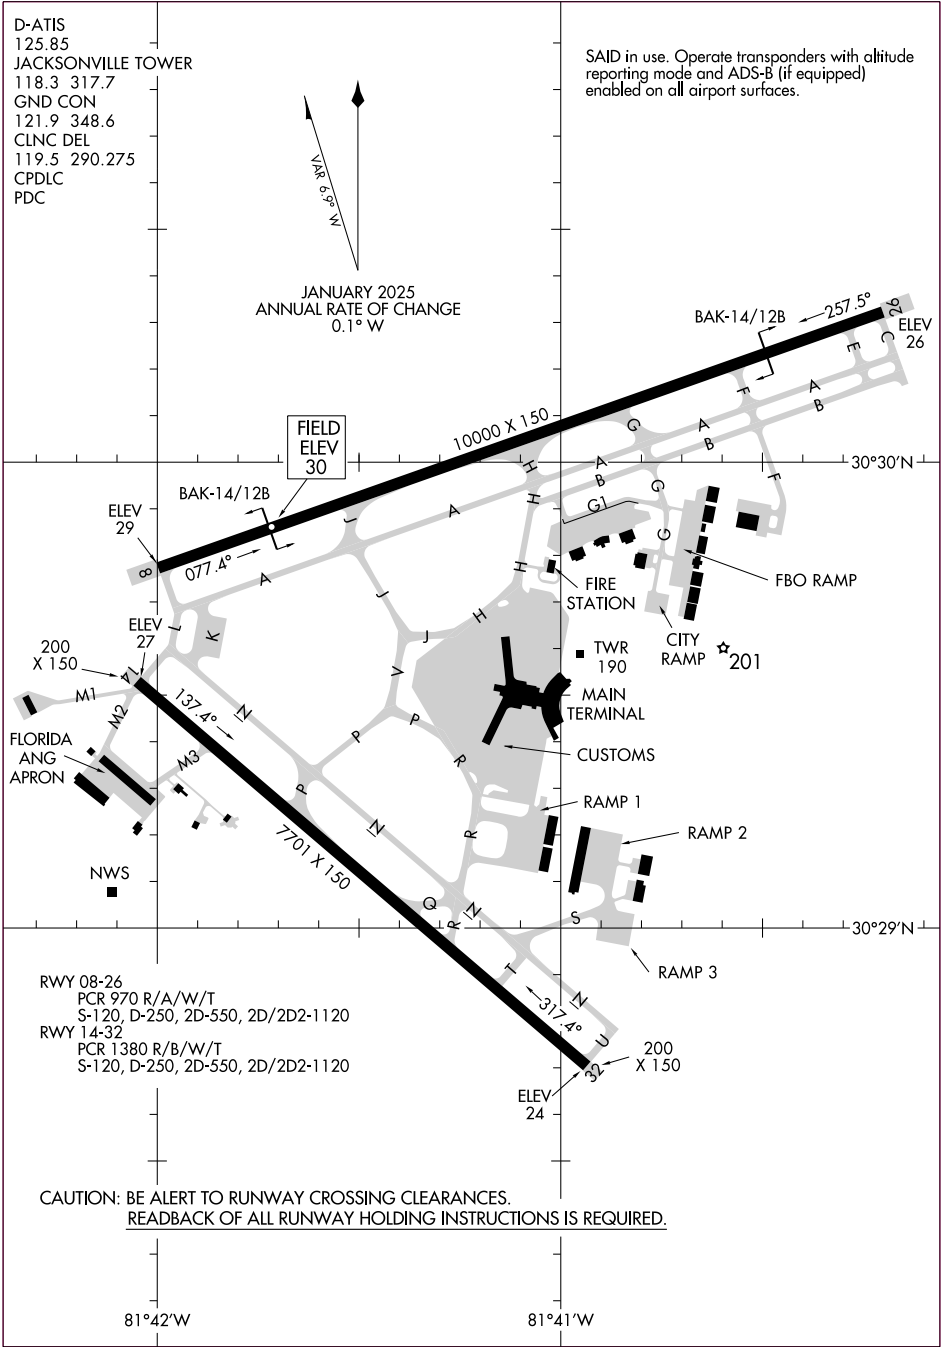 D-ATIS
125.85
JACKSONVILLE TOWER
118.3 317.7
GND CON
121.9 348.6
CLNC DEL
119.5 290.275
CPDLC
PDC
SAID in use. Operate transponders with altitude
reporting mode and ADS-B (if equipped)
enabled on all airport surfaces.
VAR 6.9° W
JANUARY 2025
ANNUAL RATE OF CHANGE
0.1° W
BAK-14/12B
257.5°
26
ELEV
26
C
E
F
A
B
10000 X 150
G
A
B
FIELD
ELEV
30
30°30'N
H
A
B
F
BAK-14/12B
ELEV
29
J
A
H
G
G1
G
077.4°
8
A
H
FIRE
STATION
FBO RAMP
J
H
J
L
K
ELEV
27
200
X 150
14
CITY
RAMP
201
TWR
190
V
M1
M2
137.4°
N
MAIN
TERMINAL
P
P
FLORIDA
ANG
APRON
M3
R
CUSTOMS
P
RAMP 1
7701 X 150
N
R
RAMP 2
NWS
Q
N
R
S
30°29'N
T
RAMP 3
317.4°
N
U
RWY 08-26
PCR 970 R/A/W/T
S-120, D-250, 2D-550, 2D/2D2-1120
RWY 14-32
PCR 1380 R/B/W/T
S-120, D-250, 2D-550, 2D/2D2-1120
32
200
X 150
ELEV
24
CAUTION: BE ALERT TO RUNWAY CROSSING CLEARANCES.
READBACK OF ALL RUNWAY HOLDING INSTRUCTIONS IS REQUIRED.
81°42'W
81°41'W